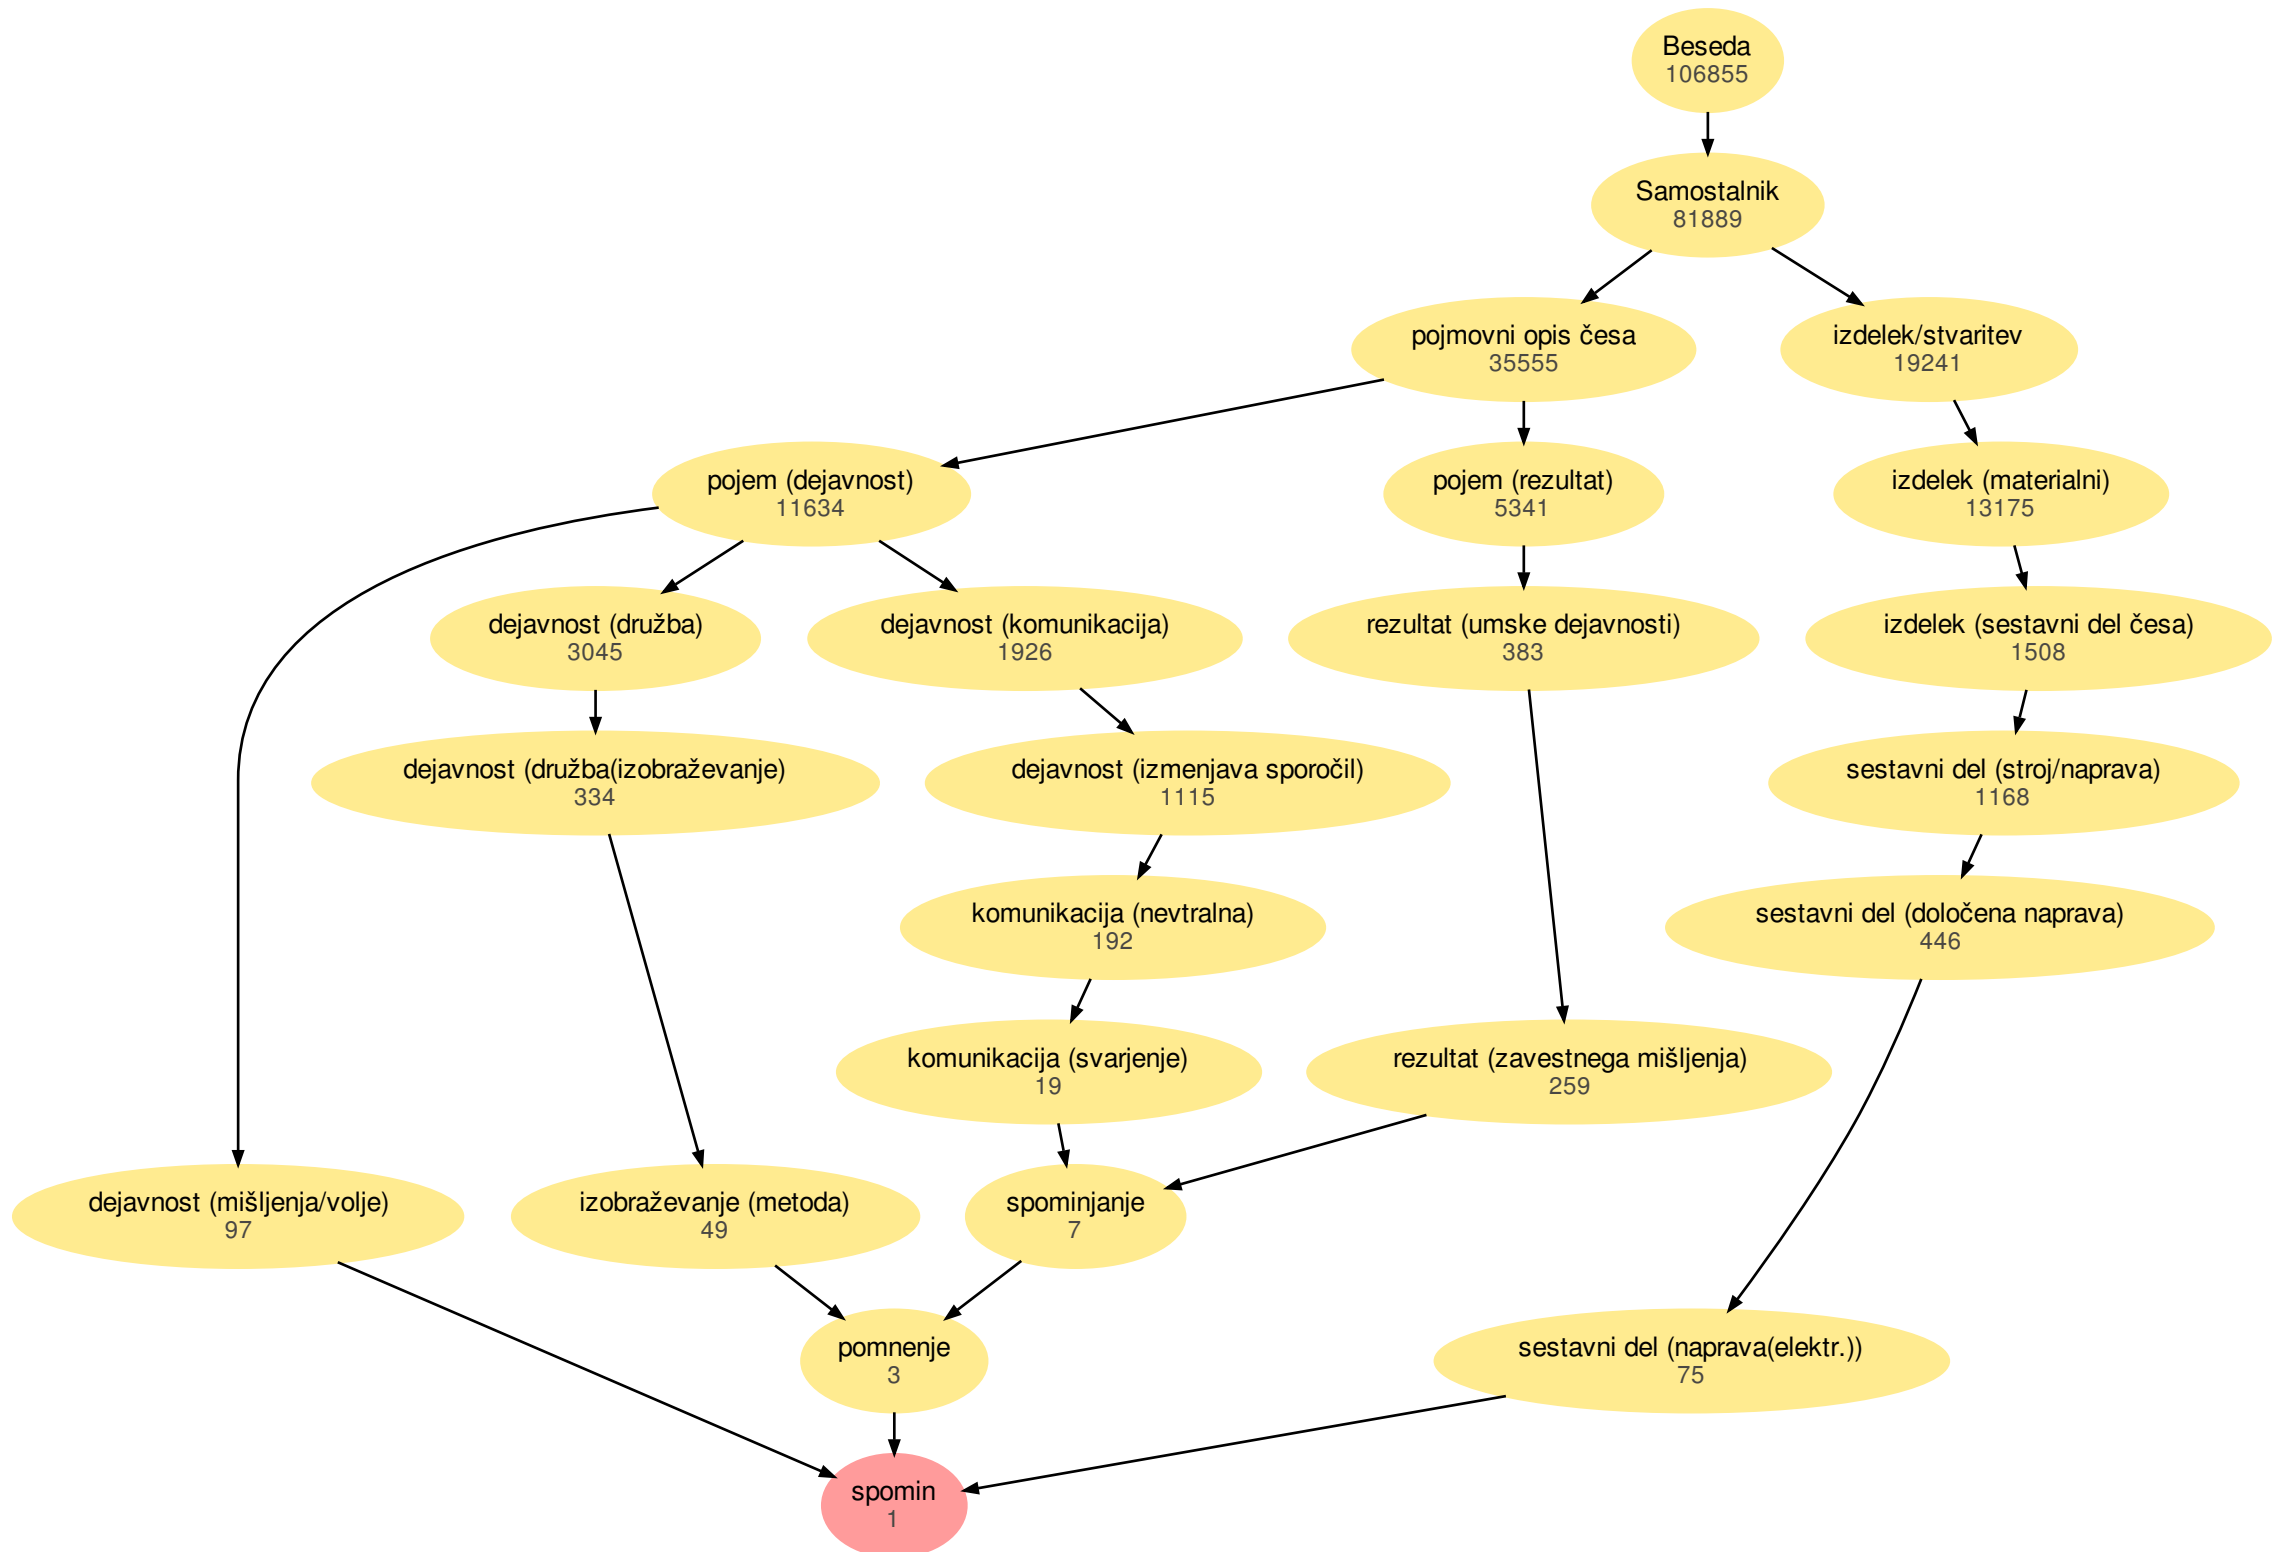 Beseda
106855
Samostalnik
81889
pojmovni opis česa
35555
izdelek/stvaritev
19241
pojem (dejavnost)
11634
pojem (rezultat)
5341
izdelek (materialni)
13175
dejavnost (družba)
3045
dejavnost (komunikacija)
1926
rezultat (umske dejavnosti)
383
izdelek (sestavni del česa)
1508
dejavnost (družba(izobraževanje)
334
dejavnost (izmenjava sporočil)
1115
sestavni del (stroj/naprava)
1168
komunikacija (nevtralna)
192
sestavni del (določena naprava)
446
komunikacija (svarjenje)
19
rezultat (zavestnega mišljenja)
259
dejavnost (mišljenja/volje)
97
izobraževanje (metoda)
49
spominjanje
7
pomnenje
3
sestavni del (naprava(elektr.))
75
spomin
1